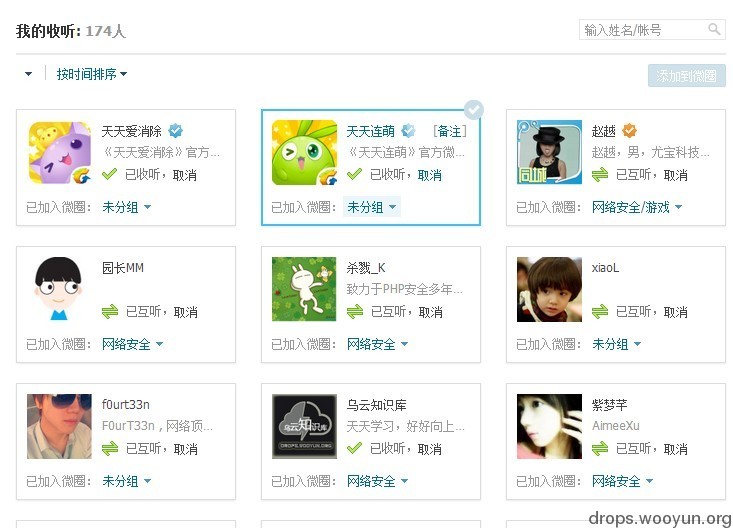 我的收听: 174人
输入姓名/帐号
按时间排序
添加到微圈
天天爱消除
《天天爱消除》官方...
已收听，取消
已加入微圈： 未分组
天天连萌 [备注]
《天天连萌》官方微...
已收听，取消
已加入微圈： 未分组
同城
赵越
赵越，男，尤宝科技...
已互听，取消
已加入微圈： 网络安全/游戏
园长MM
已互听，取消
已加入微圈： 网络安全
杀戮_K
致力于PHP安全多年...
已互听，取消
已加入微圈： 网络安全
xiaoL
已互听，取消
已加入微圈： 未分组
f0urt33n
F0urT33n，网络顶...
已互听，取消
已加入微圈： 未分组
乌云知识库
DROPS.WOOYUN.ORG
乌云知识库
天天学习，好好向上...
已收听，取消
已加入微圈： 网络安全
紫梦芊
AimeeXu
已互听，取消
已加入微圈： 网络安全
drops.wooyun.org